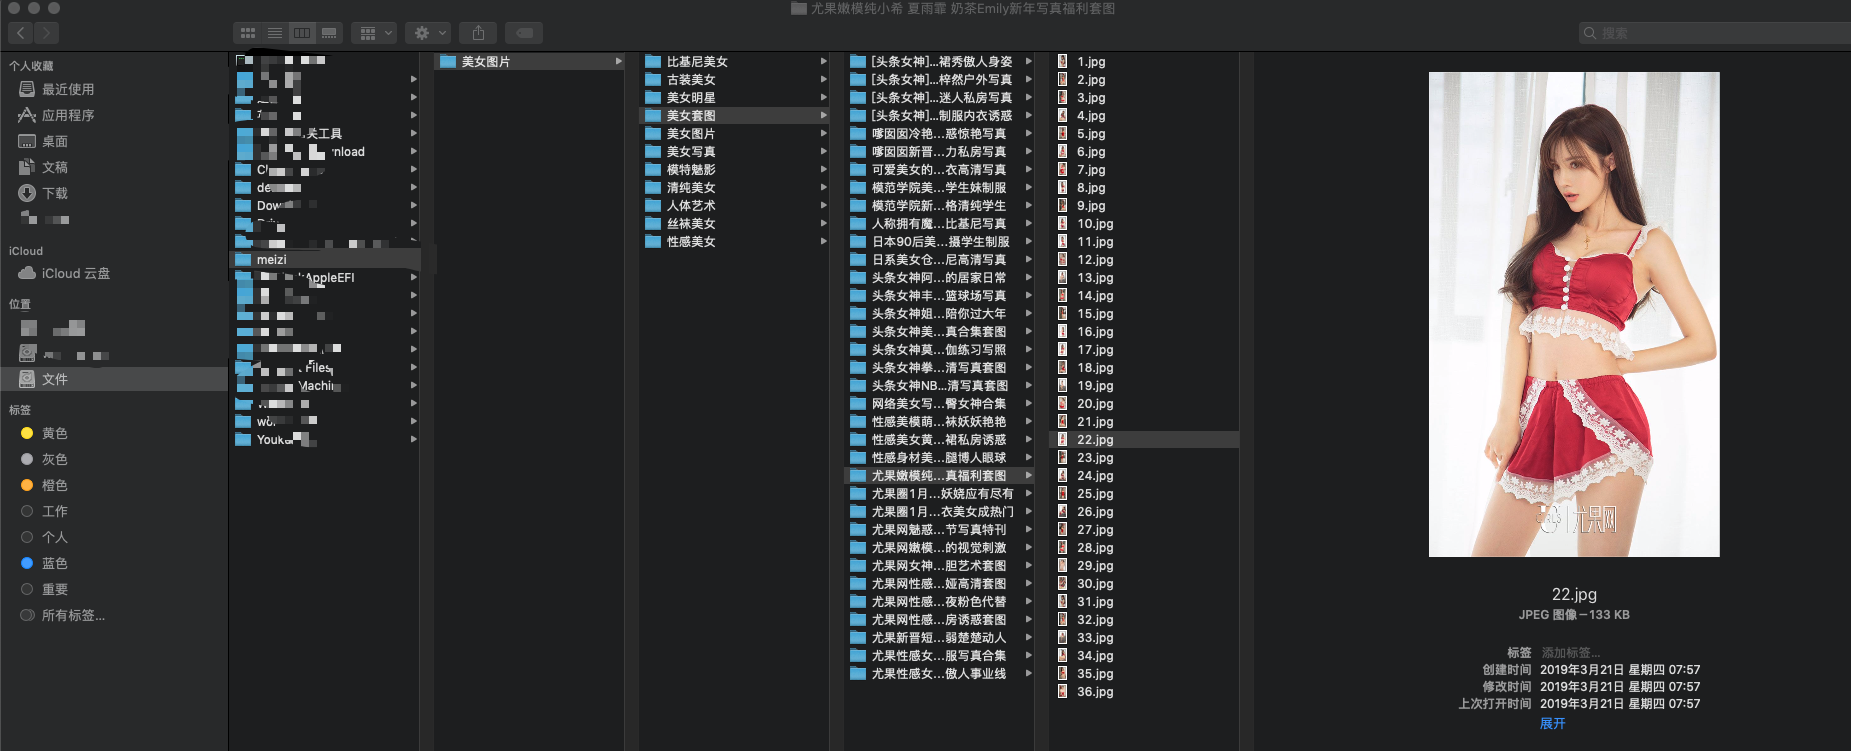 尤果嫩模纯小希 夏雨霏 奶茶Emily新年写真福利套图
搜索
个人收藏
最近使用
应用程序
桌面
文稿
下载
iCloud
iCloud 云盘
位置
文件
标签
黄色
灰色
橙色
工作
个人
蓝色
重要
所有标签...
工具
nload
de
Dow
meizi
AppleEFI
Files
Machin
Youku
美女图片
比基尼美女
古装美女
美女明星
美女套图
美女图片
美女写真
模特魅影
清纯美女
人体艺术
丝袜美女
性感美女
[头条女神]...裙秀傲人身姿
[头条女神]...梓然户外写真
[头条女神]...迷人私房写真
[头条女神]...制服内衣诱惑
嗲囡囡冷艳...惑惊艳写真
嗲囡囡新晋...力私房写真
可爱美女的...衣高清写真
模范学院美...学生妹制服
模范学院新...格清纯学生
人称拥有魔...比基尼写真
日本90后美...摄学生制服
日系美女仓...尼高清写真
头条女神阿...的居家日常
头条女神丰...篮球场写真
头条女神姐...陪你过大年
头条女神美...真合集套图
头条女神莫...伽练习写照
头条女神拳...清写真套图
头条女神NB...清写真套图
网络美女写...臀女神合集
性感美模萌...袜妖妖艳艳
性感美女黄...裙私房诱惑
性感身材美...腿博人眼球
尤果嫩模纯...真福利套图
尤果圈1月...妖娆应有尽有
尤果圈1月...衣美女成热门
尤果网魅惑...节写真特刊
尤果网嫩模...的视觉刺激
尤果网女神...胆艺术套图
尤果网性感...娅高清套图
尤果网性感...夜粉色代替
尤果网性感...房诱惑套图
尤果新晋短...弱楚楚动人
尤果性感女...服写真合集
尤果性感女...傲人事业线
1.jpg
2.jpg
3.jpg
4.jpg
5.jpg
6.jpg
7.jpg
8.jpg
9.jpg
10.jpg
11.jpg
12.jpg
13.jpg
14.jpg
15.jpg
16.jpg
17.jpg
18.jpg
19.jpg
20.jpg
21.jpg
22.jpg
23.jpg
24.jpg
25.jpg
26.jpg
27.jpg
28.jpg
29.jpg
30.jpg
31.jpg
32.jpg
33.jpg
34.jpg
35.jpg
36.jpg
GIRLS 尤果网
22.jpg
JPEG 图像 – 133 KB
标签 添加标签...
创建时间 2019年3月21日 星期四 07:57
修改时间 2019年3月21日 星期四 07:57
上次打开时间 2019年3月21日 星期四 07:57
展开